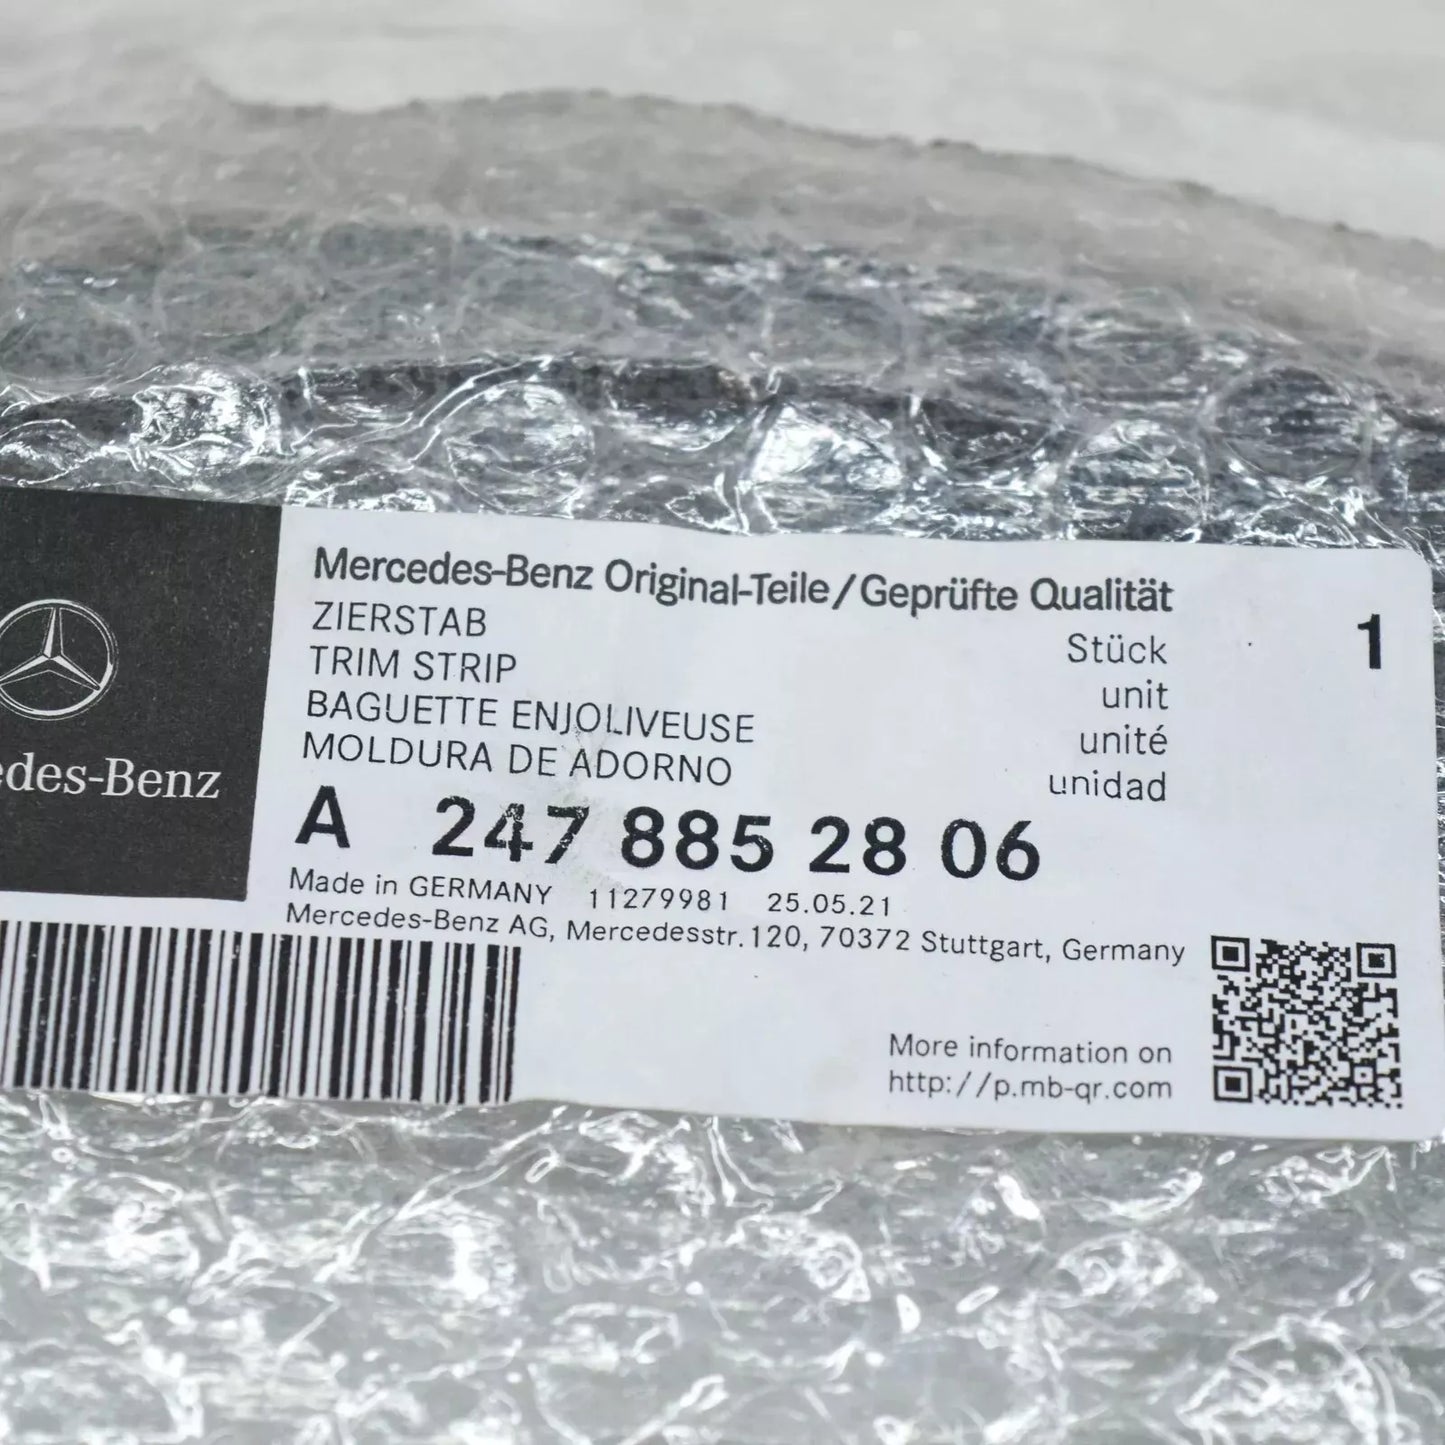 edes-Benz
Mercedes-Benz Original-Teile/Geprüfte Qualität
ZIERSTAB
TRIM STRIP
BAGUETTE ENJOLIVEUSE
MOLDURA DE ADORNO
Stück 1
unit
unité
unidad
A 247 885 28 06
Made in GERMANY 11279981 25.05.21
Mercedes-Benz AG, Mercedesstr.120, 70372 Stuttgart, Germany
More information on
http://p.mb-qr.com